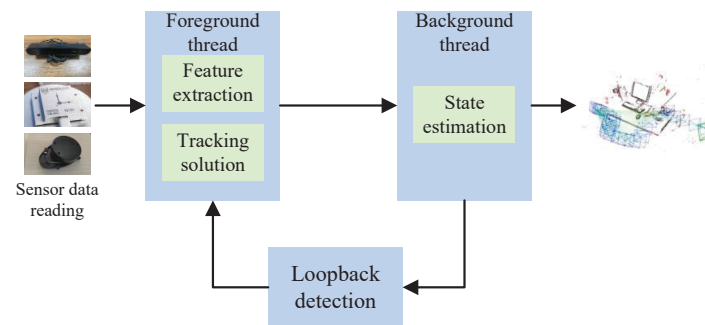 Sensor data
reading
Foreground
thread
Feature
extraction
Tracking
solution
Background
thread
State
estimation
Loopback
detection